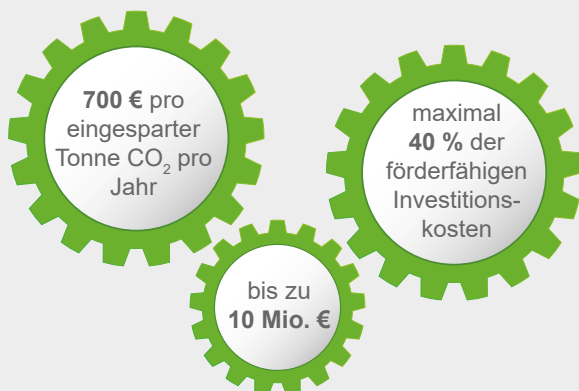 700 € pro
eingesparter
Tonne CO₂ pro
Jahr
maximal
40 % der
förderfähigen
Investitions-
kosten
bis zu
10 Mio. €